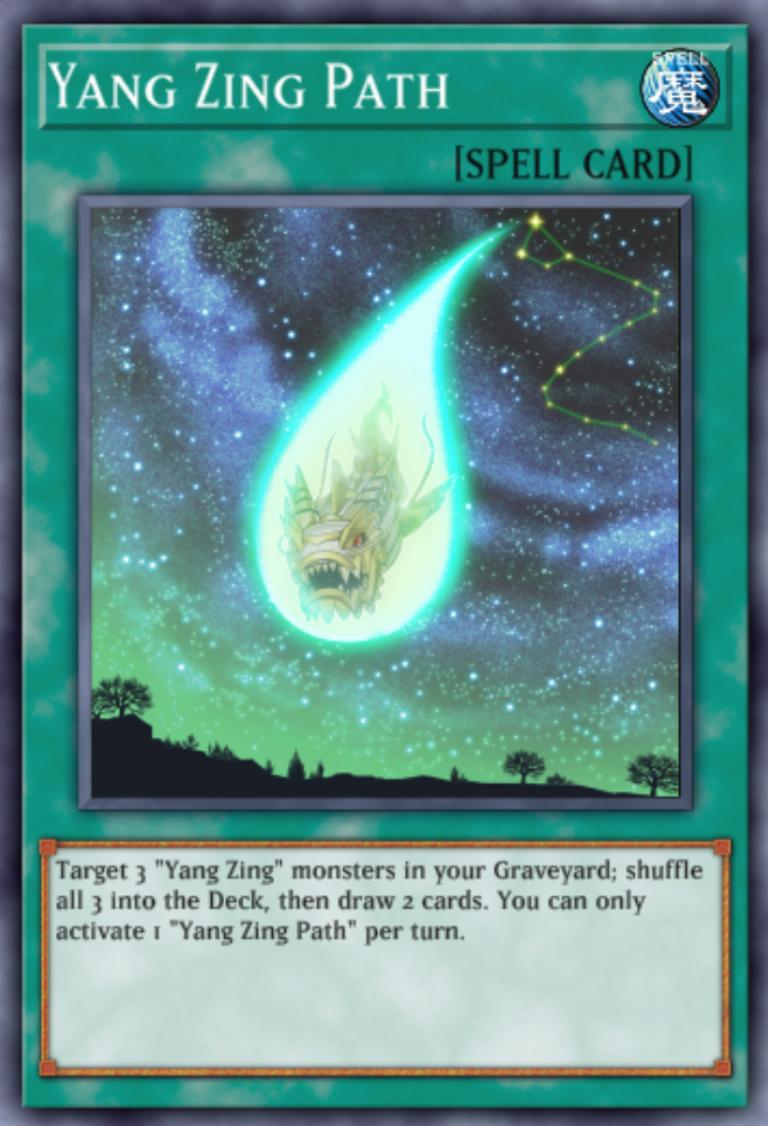 YANG ZING PATH
SPELL
魔
[SPELL CARD]
Target 3 "Yang Zing" monsters in your Graveyard; shuffle
all 3 into the Deck, then draw 2 cards. You can only
activate 1 "Yang Zing Path" per turn.